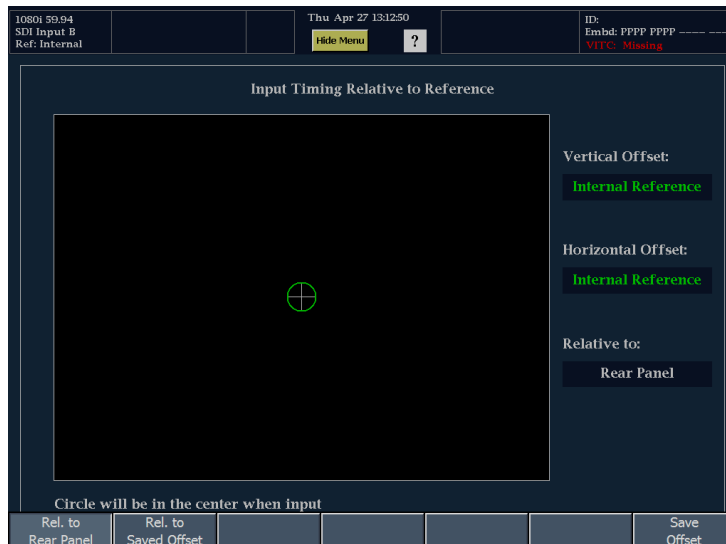 1080i 59.94
SDI Input B
Ref: Internal
Thu Apr 27 13:12:50
Hide Menu
?
ID:
Embd: PPPP PPPP ---- --
VITC: Missing
Input Timing Relative to Reference
Vertical Offset:
Internal Reference
Horizontal Offset:
Internal Reference
Relative to:
Rear Panel
Circle will be in the center when input
Rel. to
Rear Panel
Rel. to
Saved Offset
Save
Offset